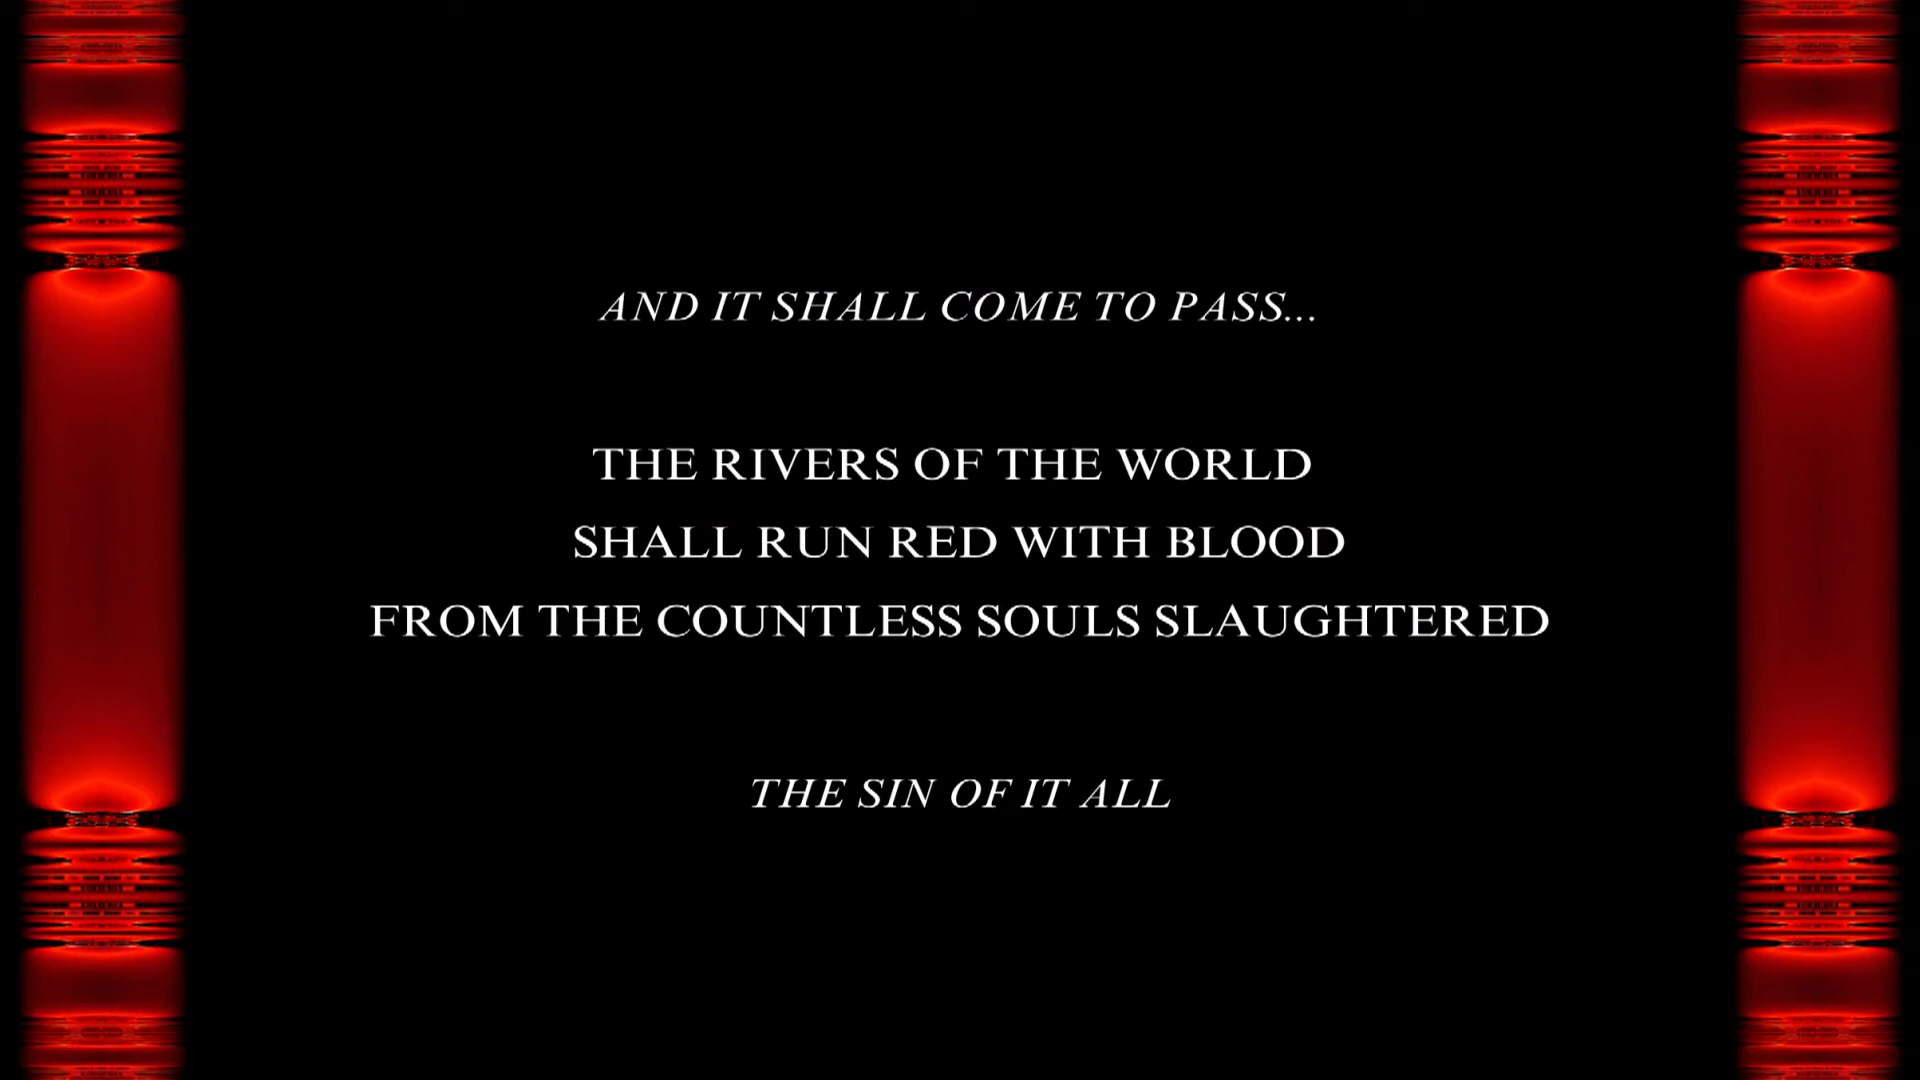 AND IT SHALL COME TO PASS...
THE RIVERS OF THE WORLD
SHALL RUN RED WITH BLOOD
FROM THE COUNTLESS SOULS SLAUGHTERED
THE SIN OF IT ALL